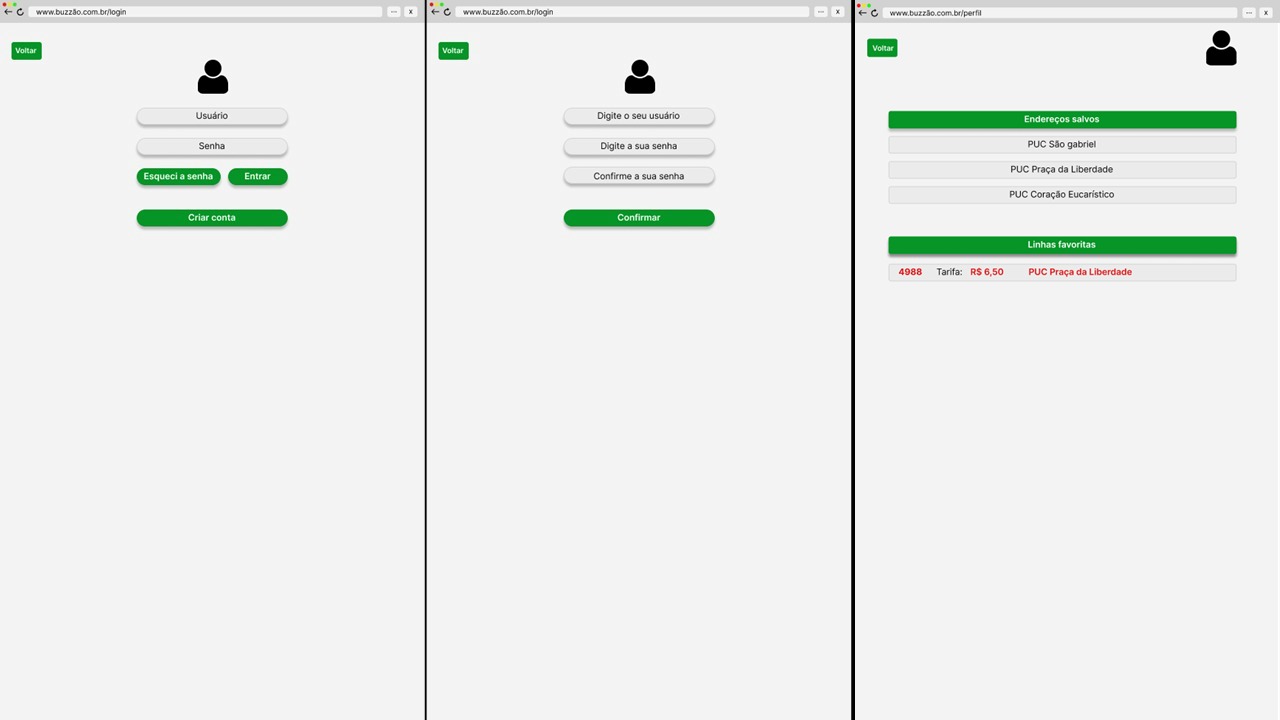 www.buzzão.com.br/login
... x
Voltar
Usuário
Senha
Esqueci a senha Entrar
Criar conta
www.buzzão.com.br/login
... x
Voltar
Digite o seu usuário
Digite a sua senha
Confirme a sua senha
Confirmar
www.buzzão.com.br/perfil
... x
Voltar
Endereços salvos
PUC São gabriel
PUC Praça da Liberdade
PUC Coração Eucarístico
Linhas favoritas
4988 Tarifa: R$ 6,50 PUC Praça da Liberdade